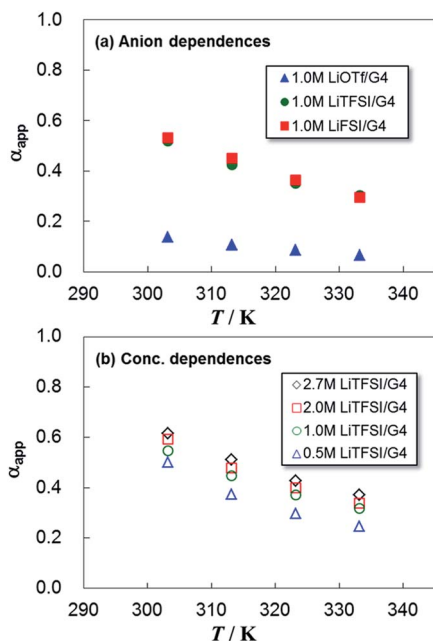 (a) Anion dependences
1.0
0.8
0.6
0.4
0.2
0.0
α_app
1.0M LiOTf/G4
1.0M LiTFSI/G4
1.0M LiFSI/G4
290 300 310 320 330 340
T / K
(b) Conc. dependences
1.0
0.8
0.6
0.4
0.2
0.0
α_app
2.7M LiTFSI/G4
2.0M LiTFSI/G4
1.0M LiTFSI/G4
0.5M LiTFSI/G4
290 300 310 320 330 340
T / K